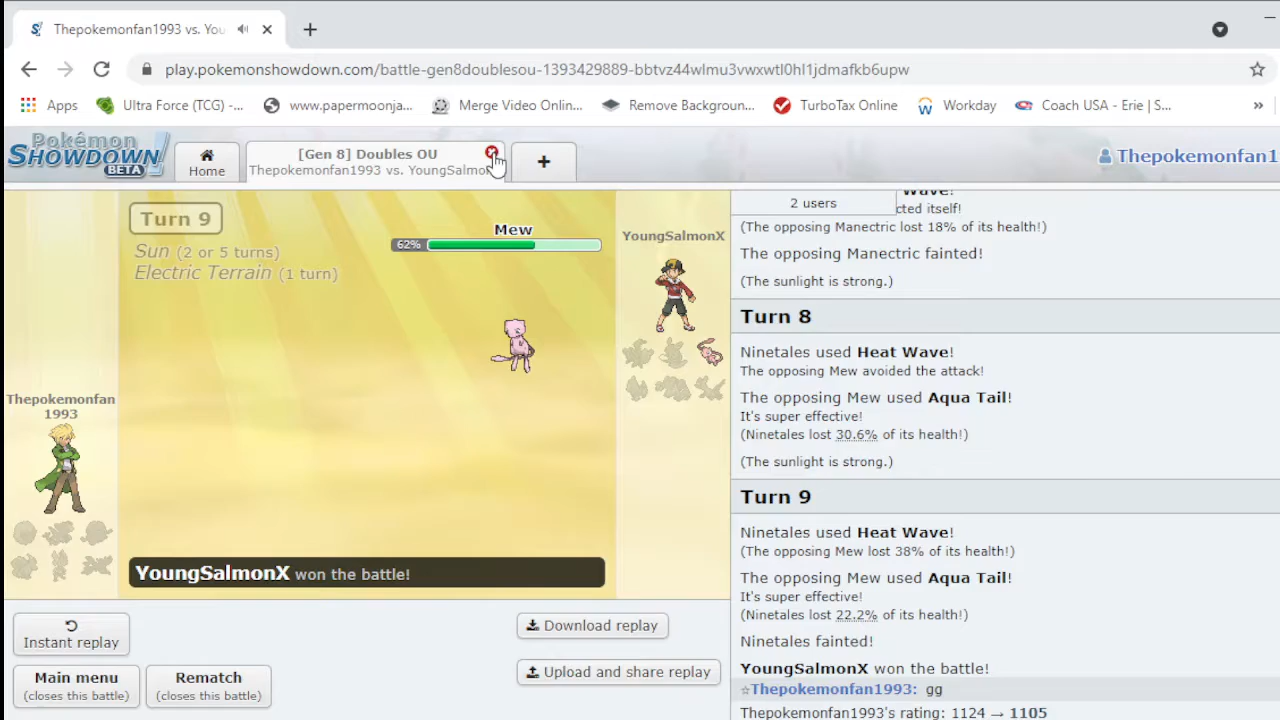 Thepokemonfan1993 vs. You
play.pokemonshowdown.com/battle-gen8doublesou-1393429889-bbtvz44wlmu3vwxwtl0hl1jdmafkb6upw
Apps
Ultra Force (TCG) -...
www.papermoonja...
Merge Video Onlin...
Remove Backgroun...
TurboTax Online
Workday
Coach USA - Erie | S...
»
Pokémon
SHOWDOWN!
BETA
Home
[Gen 8] Doubles OU
Thepokemonfan1993 vs. YoungSalmo
Thepokemonfan1
Turn 9
Sun (2 or 5 turns)
Electric Terrain (1 turn)
Mew
62%
YoungSalmonX
Thepokemonfan
1993
YoungSalmonX won the battle!
Instant replay
Download replay
Upload and share replay
Main menu
(closes this battle)
Rematch
(closes this battle)
2 users
Wave!
cted itself!
(The opposing Manectric lost 18% of its health!)
The opposing Manectric fainted!
(The sunlight is strong.)
Turn 8
Ninetales used Heat Wave!
The opposing Mew avoided the attack!
The opposing Mew used Aqua Tail!
It's super effective!
(Ninetales lost 30.6% of its health!)
(The sunlight is strong.)
Turn 9
Ninetales used Heat Wave!
(The opposing Mew lost 38% of its health!)
The opposing Mew used Aqua Tail!
It's super effective!
(Ninetales lost 22.2% of its health!)
Ninetales fainted!
YoungSalmonX won the battle!
☆Thepokemonfan1993: gg
Thepokemonfan1993's rating: 1124 → 1105